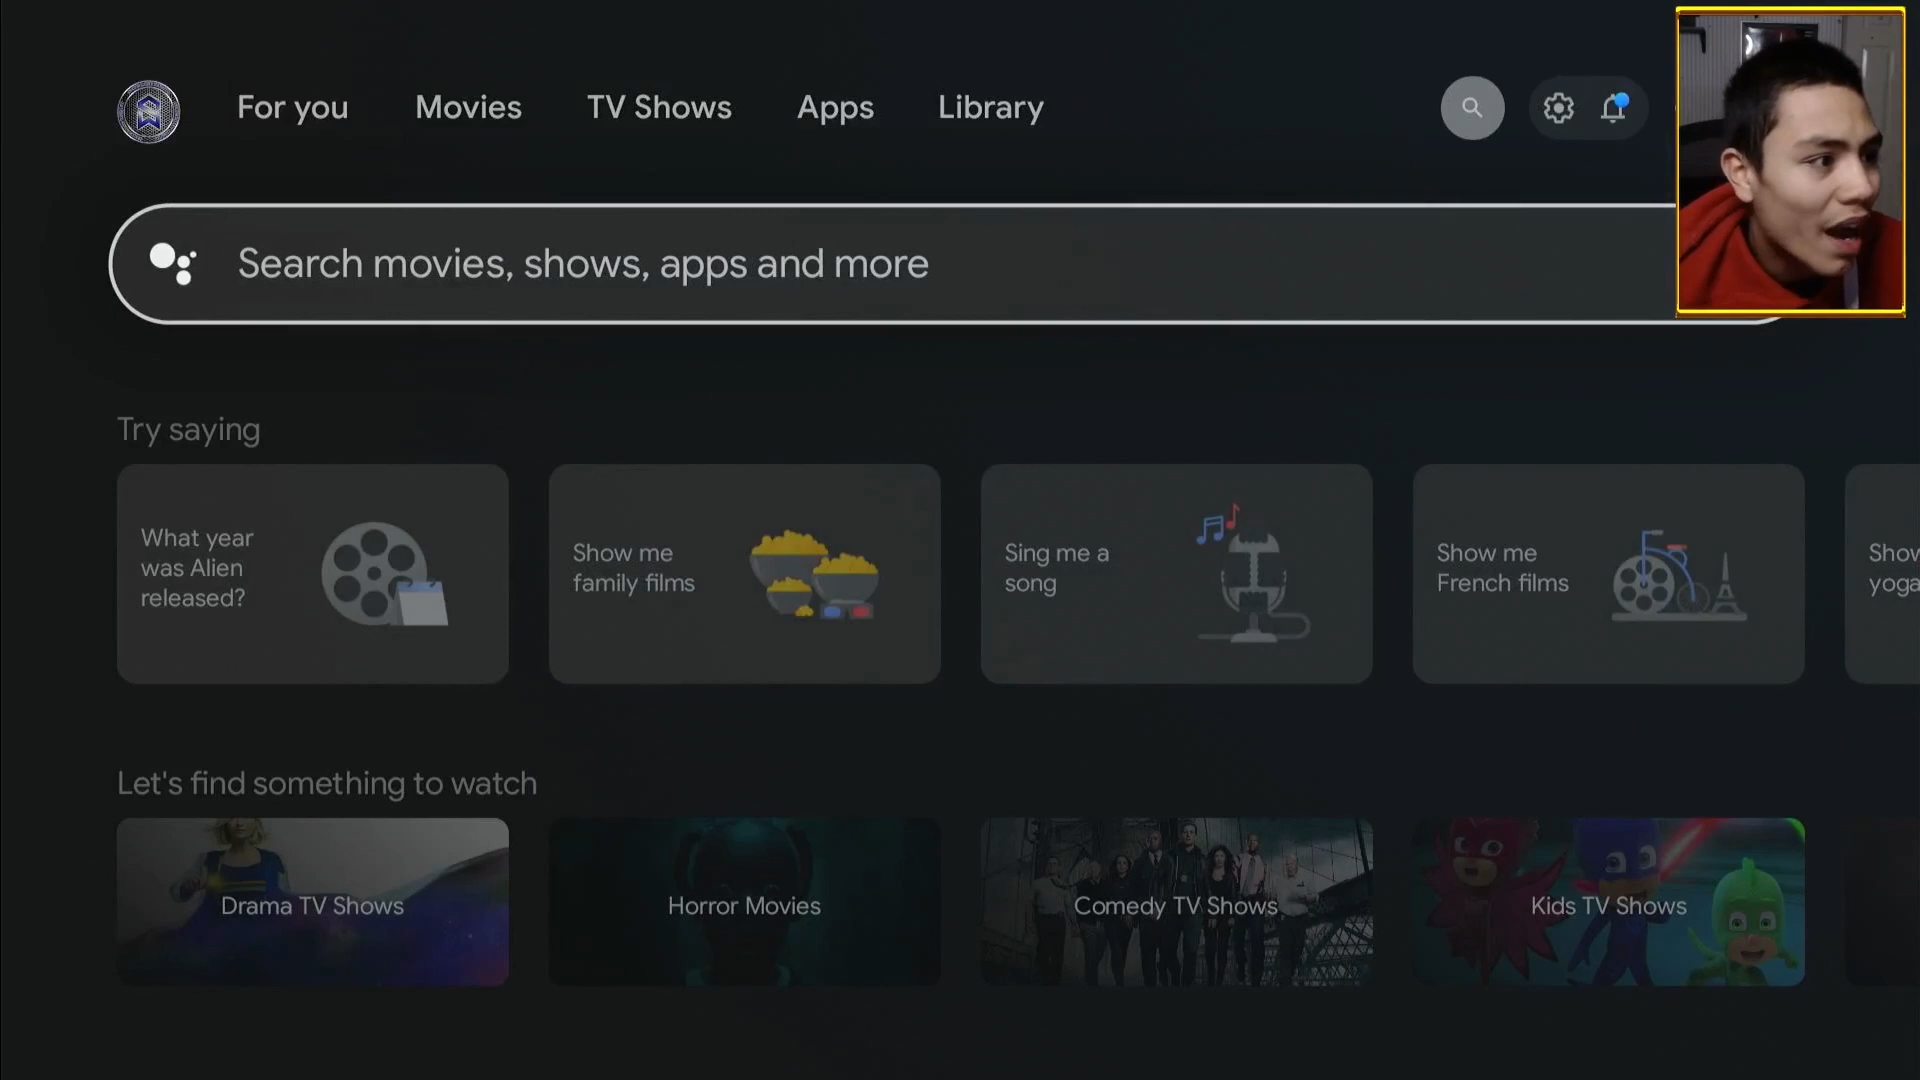 For you
Movies
TV Shows
Apps
Library
Search movies, shows, apps and more
Try saying
What year
was Alien
released?
Show me
family films
Sing me a
song
Show me
French films
Show
yoga
Let's find something to watch
Drama TV Shows
Horror Movies
Comedy TV Shows
Kids TV Shows